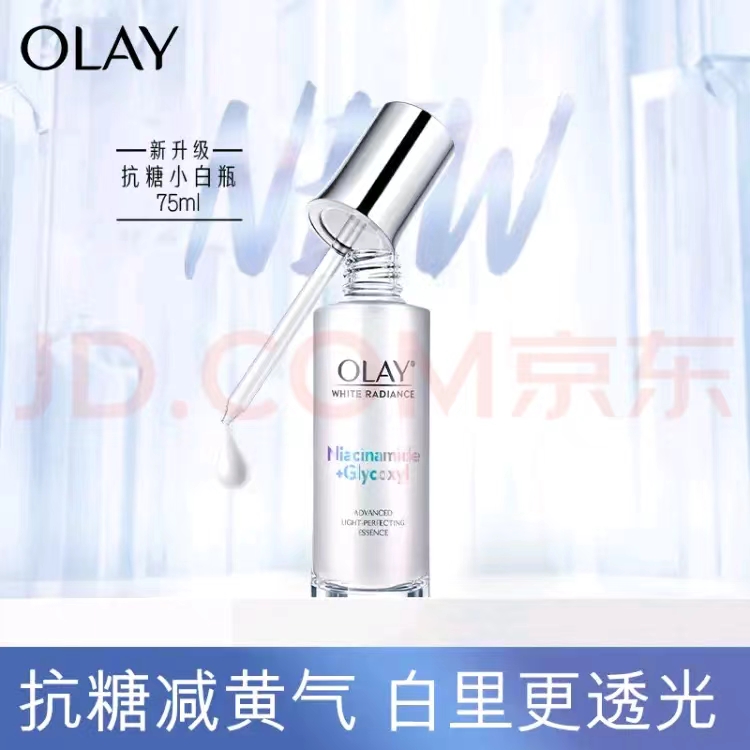 OLAY
NEW
新升级
抗糖小白瓶
75ml
JD.COM京东
OLAY®
WHITE RADIANCE
Niacinamide
+Glycoxyl
ADVANCED
LIGHT-PERFECTING
ESSENCE
抗糖减黄气 白里更透光